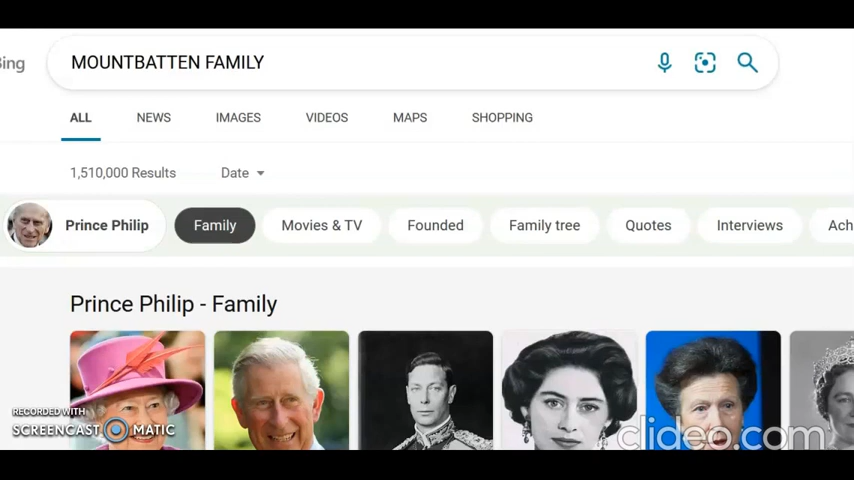 Bing
MOUNTBATTEN FAMILY
ALL NEWS IMAGES VIDEOS MAPS SHOPPING
1,510,000 Results Date
Prince Philip Family Movies & TV Founded Family tree Quotes Interviews Ach
Prince Philip - Family
RECORDED WITH
SCREENCAST MATIC
clideo.com